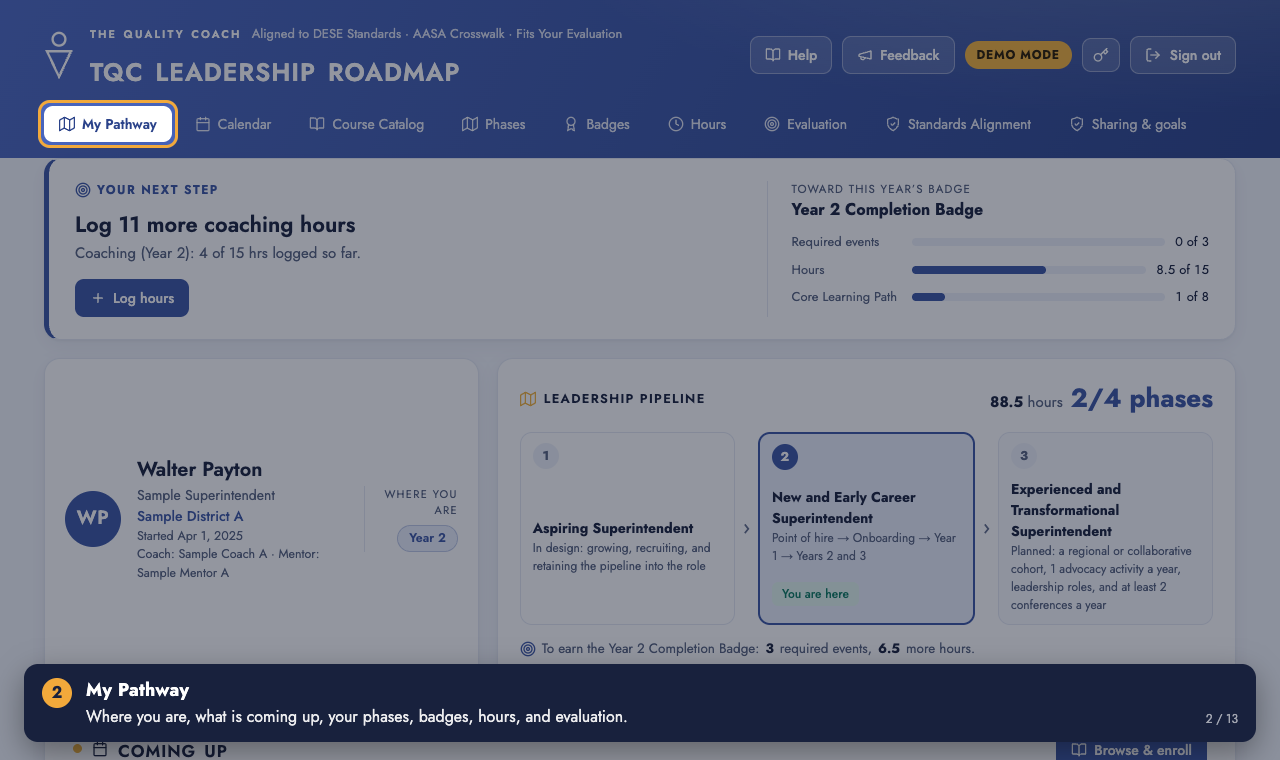 THE QUALITY COACH Aligned to DESE Standards · AASA Crosswalk · Fits Your Evaluation
TQC LEADERSHIP ROADMAP
Help
Feedback
DEMO MODE
Sign out
My Pathway
Calendar
Course Catalog
Phases
Badges
Hours
Evaluation
Standards Alignment
Sharing & goals
YOUR NEXT STEP
Log 11 more coaching hours
Coaching (Year 2): 4 of 15 hrs logged so far.
+ Log hours
TOWARD THIS YEAR'S BADGE
Year 2 Completion Badge
Required events 0 of 3
Hours 8.5 of 15
Core Learning Path 1 of 8
WP
Walter Payton
Sample Superintendent
Sample District A
Started Apr 1, 2025
Coach: Sample Coach A · Mentor:
Sample Mentor A
WHERE YOU
ARE
Year 2
LEADERSHIP PIPELINE
88.5 hours 2/4 phases
1
Aspiring Superintendent
In design: growing, recruiting, and
retaining the pipeline into the role
2
New and Early Career
Superintendent
Point of hire → Onboarding → Year
1 → Years 2 and 3
You are here
3
Experienced and
Transformational
Superintendent
Planned: a regional or collaborative
cohort, 1 advocacy activity a year,
leadership roles, and at least 2
conferences a year
To earn the Year 2 Completion Badge: 3 required events, 6.5 more hours.
2
My Pathway
Where you are, what is coming up, your phases, badges, hours, and evaluation.
2 / 13
COMING UP
Browse & enroll